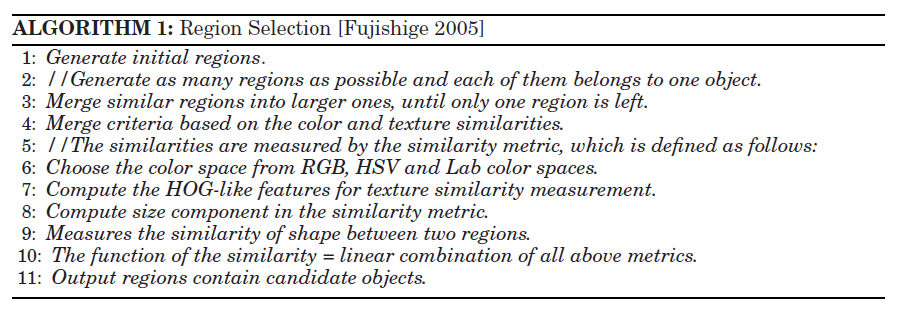 ALGORITHM 1: Region Selection [Fujishige 2005]
1: Generate initial regions.
2: //Generate as many regions as possible and each of them belongs to one object.
3: Merge similar regions into larger ones, until only one region is left.
4: Merge criteria based on the color and texture similarities.
5: //The similarities are measured by the similarity metric, which is defined as follows:
6: Choose the color space from RGB, HSV and Lab color spaces.
7: Compute the HOG-like features for texture similarity measurement.
8: Compute size component in the similarity metric.
9: Measures the similarity of shape between two regions.
10: The function of the similarity = linear combination of all above metrics.
11: Output regions contain candidate objects.